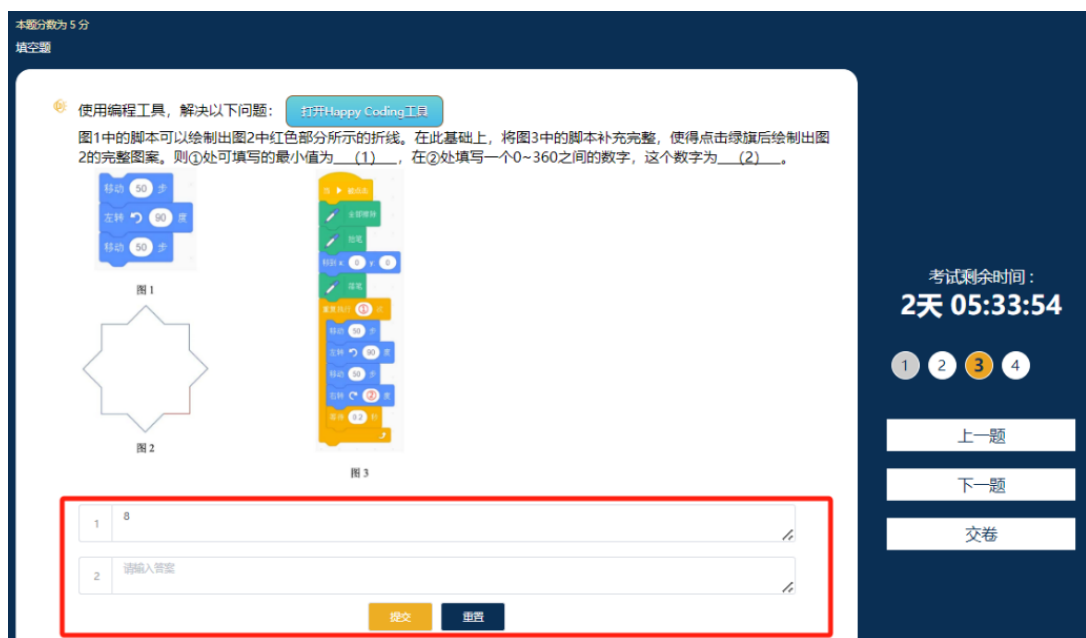 本题分数为 5 分
填空题
使用编程工具，解决以下问题： 打开Happy Coding工具
图1中的脚本可以绘制出图2中红色部分所示的折线。在此基础上，将图3中的脚本补充完整，使得点击绿旗后绘制出图
2的完整图案。则①处可填写的最小值为__(1)__，在②处填写一个0~360之间的数字，这个数字为__(2)__。
移动 50 步
左转 90 度
移动 50 步
图 1
图 2
当 被点击
全部擦除
抬笔
移到 x: 0 y: 0
落笔
重复执行 ① 次
移动 50 步
左转 90 度
移动 50 步
右转 ② 度
等待 0.2 秒
图 3
1 8
2 请输入答案
提交 重置
考试剩余时间：
2天 05:33:54
1 2 3 4
上一题
下一题
交卷